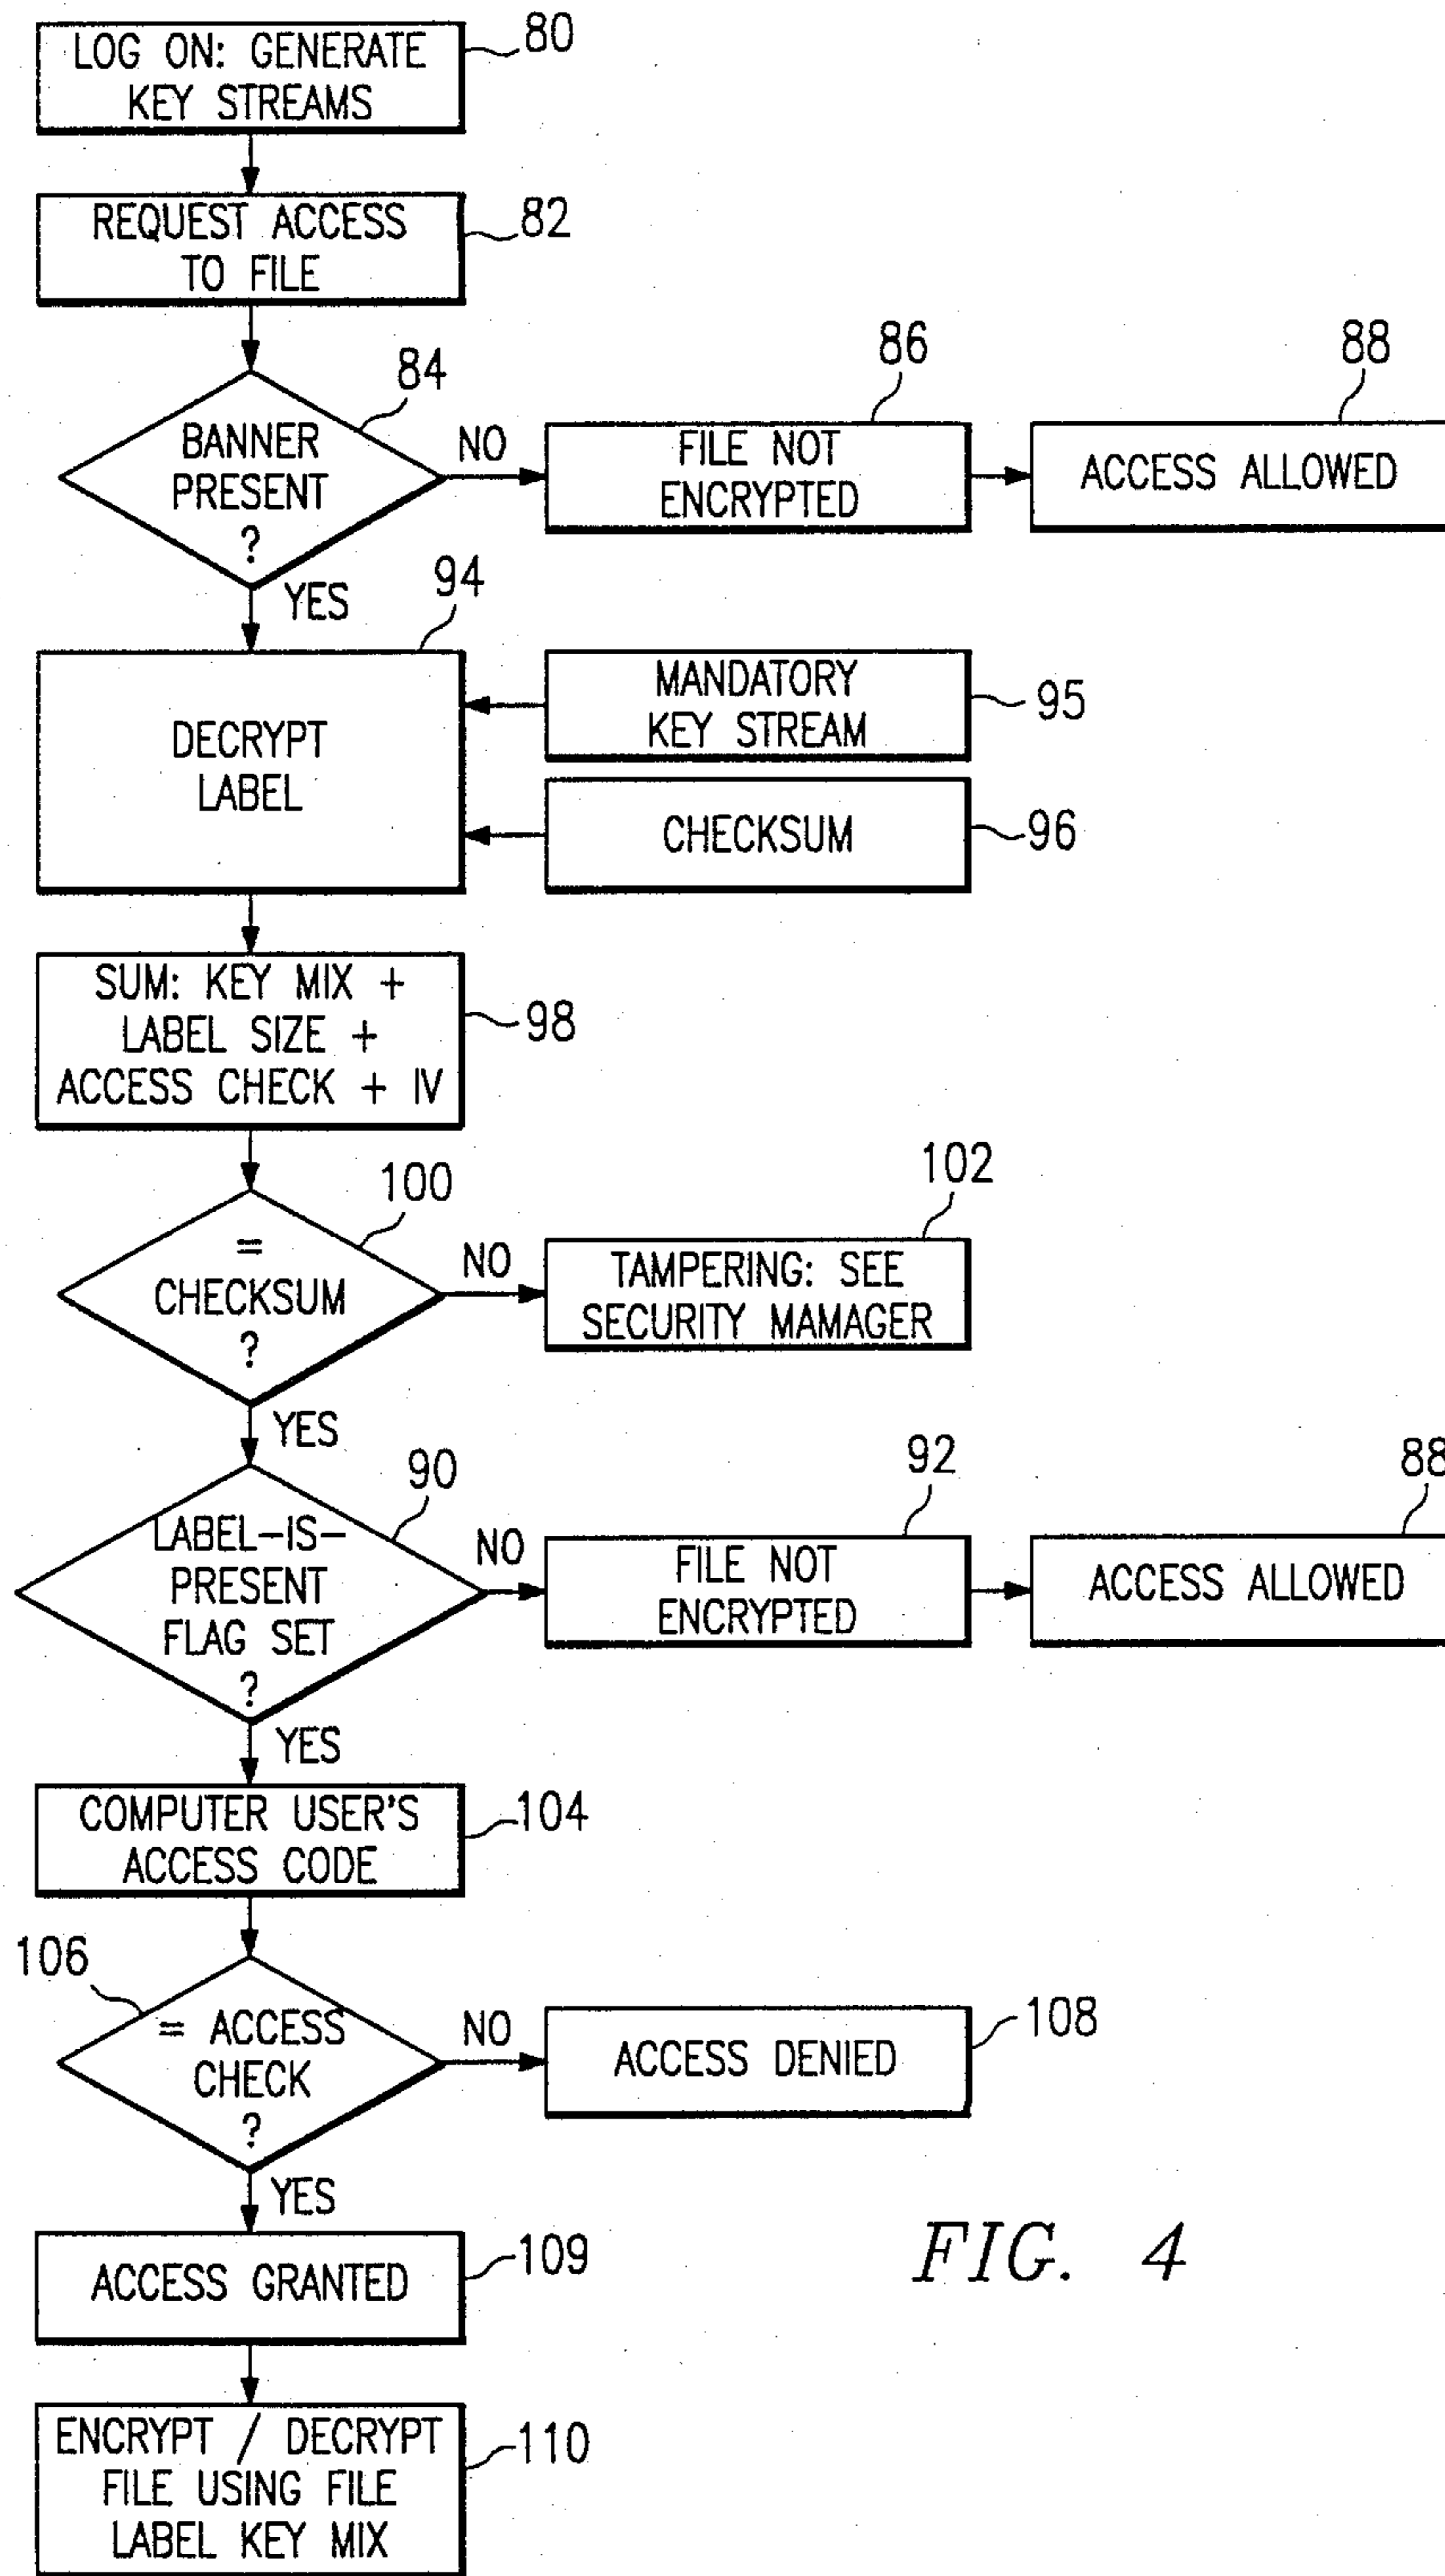 LOG ON: GENERATE
KEY STREAMS
80
REQUEST ACCESS
TO FILE
82
BANNER
PRESENT
?
84
NO
YES
FILE NOT
ENCRYPTED
86
ACCESS ALLOWED
88
DECRYPT
LABEL
94
MANDATORY
KEY STREAM
95
CHECKSUM
96
SUM: KEY MIX +
LABEL SIZE +
ACCESS CHECK + IV
98
=
CHECKSUM
?
100
NO
YES
TAMPERING: SEE
SECURITY MAMAGER
102
LABEL-IS-
PRESENT
FLAG SET
?
90
NO
YES
FILE NOT
ENCRYPTED
92
ACCESS ALLOWED
88
COMPUTER USER'S
ACCESS CODE
104
= ACCESS
CHECK
?
106
NO
YES
ACCESS DENIED
108
ACCESS GRANTED
109
ENCRYPT / DECRYPT
FILE USING FILE
LABEL KEY MIX
110
FIG. 4